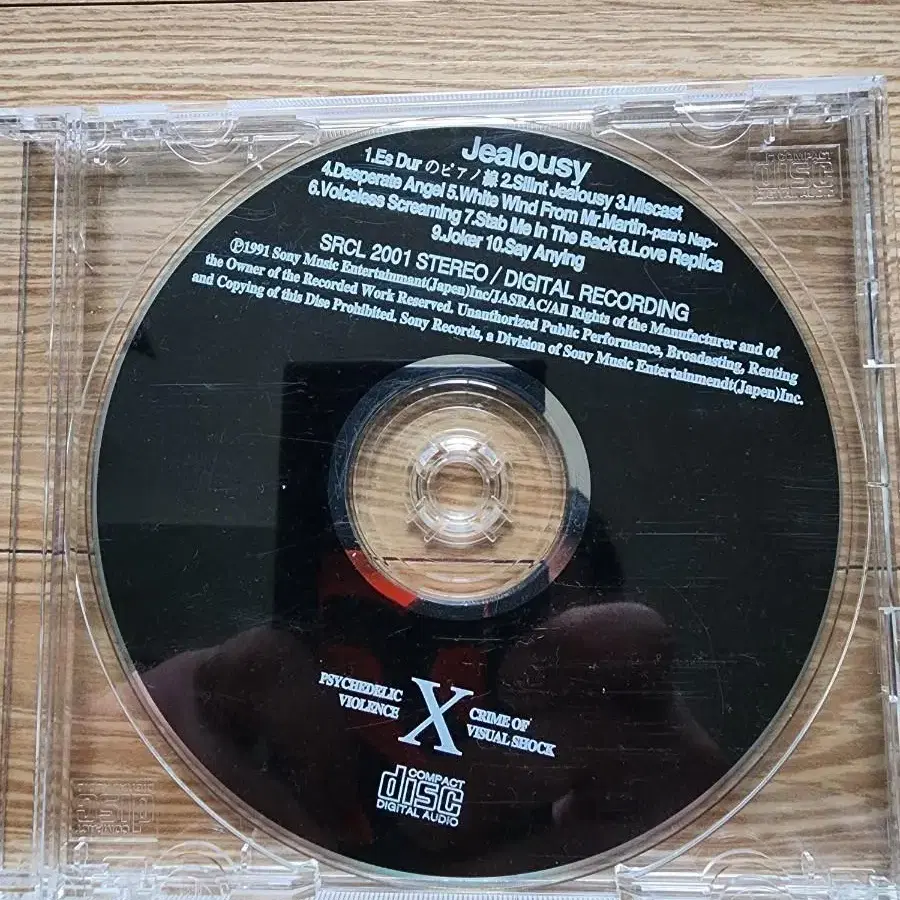 Jealousy
1.Es Dur のピアノ線 2.Silint Jealousy 3.Miscast
4.Desperate Angel 5.White Wind From Mr.Martin~pata's Nap~
6.Voiceless Screaming 7.Stab Me In The Back 8.Love Replica
9.Joker 10.Say Anying
SRCL 2001 STEREO / DIGITAL RECORDING
℗1991 Sony Music Entertainmant(Japen)Inc/JASRAC/All Rights of the Manufacturer and of
the Owner of the Recorded Work Reserved. Unauthorized Public Performance, Broadasting, Renting
and Copying of this Dise Prohibited. Sony Records, a Division of Sony Music Entertainmendt(Japen)Inc.
PSYCHEDELIC
VIOLENCE
X
CRIME OF
VISUAL SHOCK
COMPACT
disc
DIGITAL AUDIO
COMPACT
disc